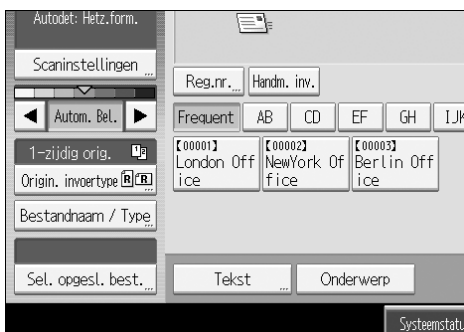 Autodet: Hetz.form.
Scaninstellingen
Reg.nr.
Handm. inv.
Autom. Bel.
Frequent AB CD EF GH IJK
[00001] [00002] [00003]
London Off NewYork Of Berlin Off
ice fice ice
1-zijdig orig.
Origin. invoertype
Bestandnaam / Type
Sel. opgesl. best.
Tekst
Onderwerp
Systeemstatu